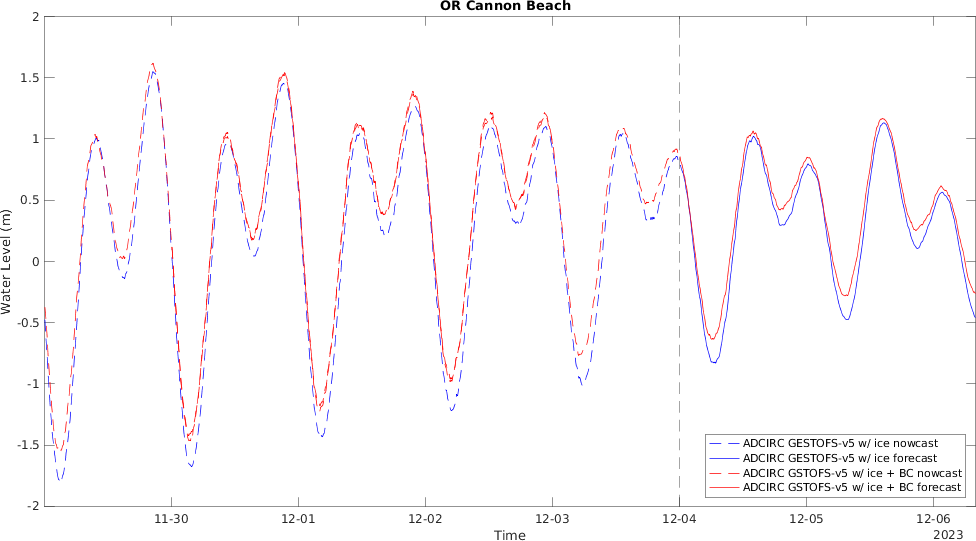 OR Cannon Beach
2
1.5
1
0.5
0
-0.5
-1
-1.5
-2
Water Level (m)
11-30
12-01
12-02
12-03
12-04
12-05
12-06
Time
2023
ADCIRC GESTOFS-v5 w/ ice nowcast
ADCIRC GESTOFS-v5 w/ ice forecast
ADCIRC GSTOFS-v5 w/ ice + BC nowcast
ADCIRC GSTOFS-v5 w/ ice + BC forecast